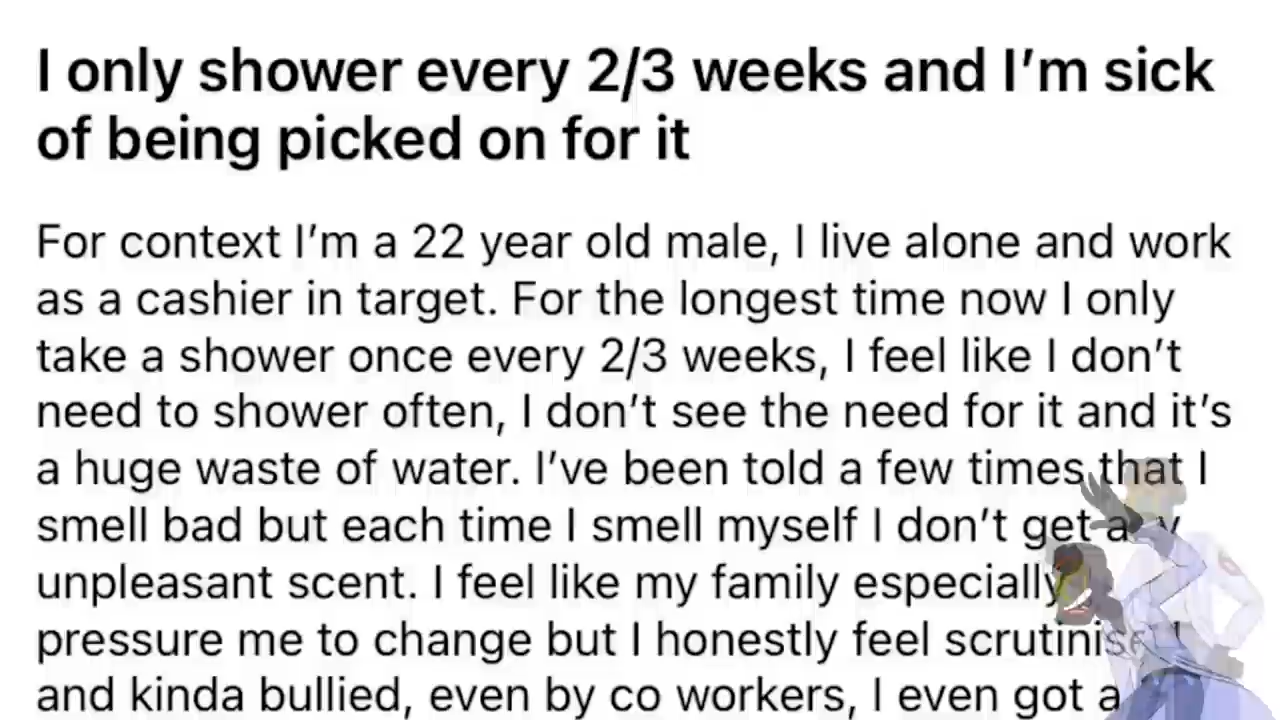 I only shower every 2/3 weeks and I’m sick
of being picked on for it
For context I’m a 22 year old male, I live alone and work
as a cashier in target. For the longest time now I only
take a shower once every 2/3 weeks, I feel like I don’t
need to shower often, I don’t see the need for it and it’s
a huge waste of water. I’ve been told a few times that I
smell bad but each time I smell myself I don’t get any
unpleasant scent. I feel like my family especially
pressure me to change but I honestly feel scrutinised
and kinda bullied, even by co workers, I even got a